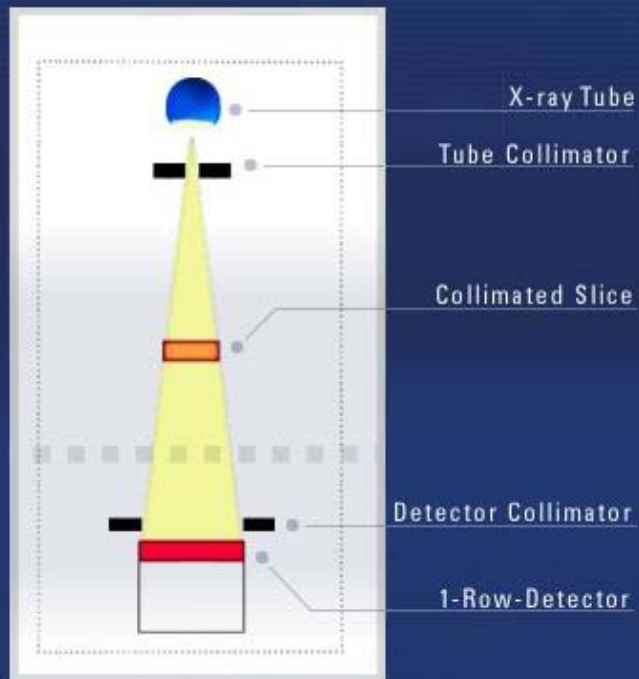 X-ray Tube
Tube Collimator
Collimated Slice
Detector Collimator
1-Row-Detector